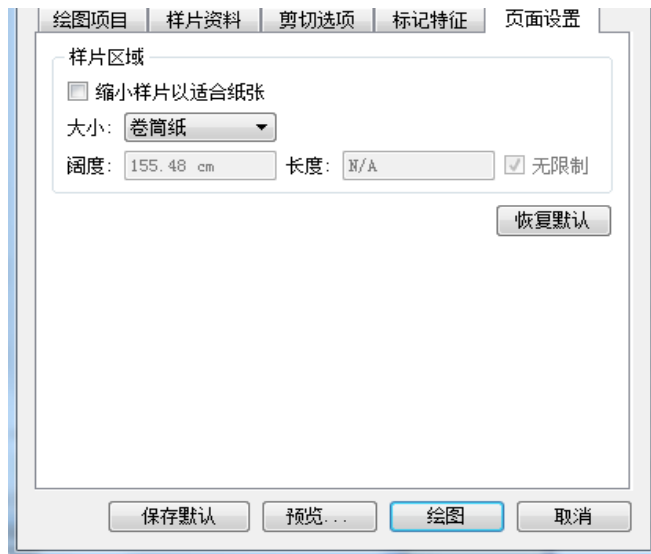 绘图项目 样片资料 剪切选项 标记特征 页面设置
样片区域
缩小样片以适合纸张
大小: 卷筒纸
阔度: 155.48 cm 长度: N/A 无限制
恢复默认
保存默认 预览... 绘图 取消